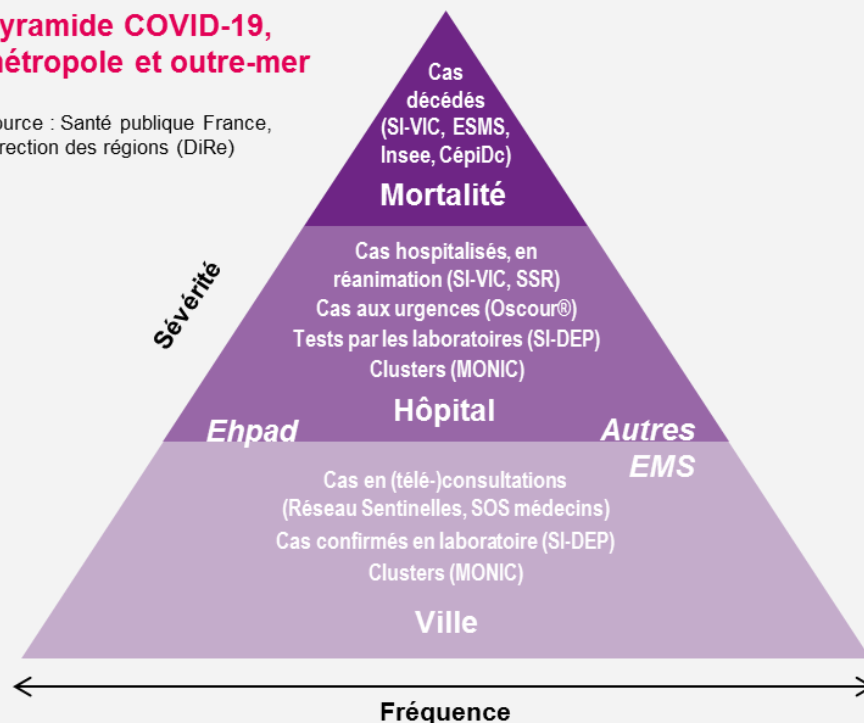 yramide COVID-19,
étropole et outre-mer
ource : Santé publique France,
rection des régions (DiRe)
Cas
décédés
(SI-VIC, ESMS,
Insee, CépiDc)
Mortalité
Sévérité
Cas hospitalisés, en
réanimation (SI-VIC, SSR)
Cas aux urgences (Oscour®)
Tests par les laboratoires (SI-DEP)
Clusters (MONIC)
Hôpital
Ehpad
Autres
EMS
Cas en (télé-)consultations
(Réseau Sentinelles, SOS médecins)
Cas confirmés en laboratoire (SI-DEP)
Clusters (MONIC)
Ville
Fréquence